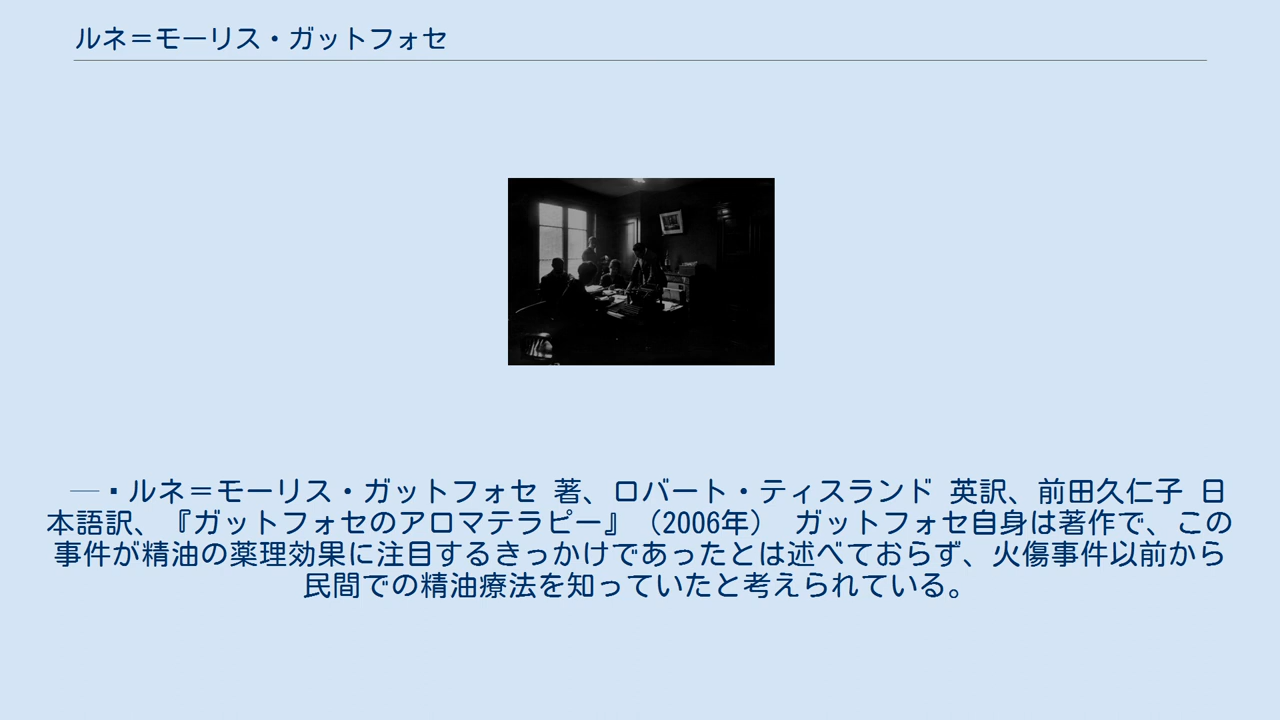 ルネ＝モーリス・ガットフォセ
―▪ルネ＝モーリス・ガットフォセ 著、ロバート・ティスランド 英訳、前田久仁子 日
本語訳、『ガットフォセのアロマテラピー』（2006年） ガットフォセ自身は著作で、この
事件が精油の薬理効果に注目するきっかけであったとは述べておらず、火傷事件以前から
民間での精油療法を知っていたと考えられている。